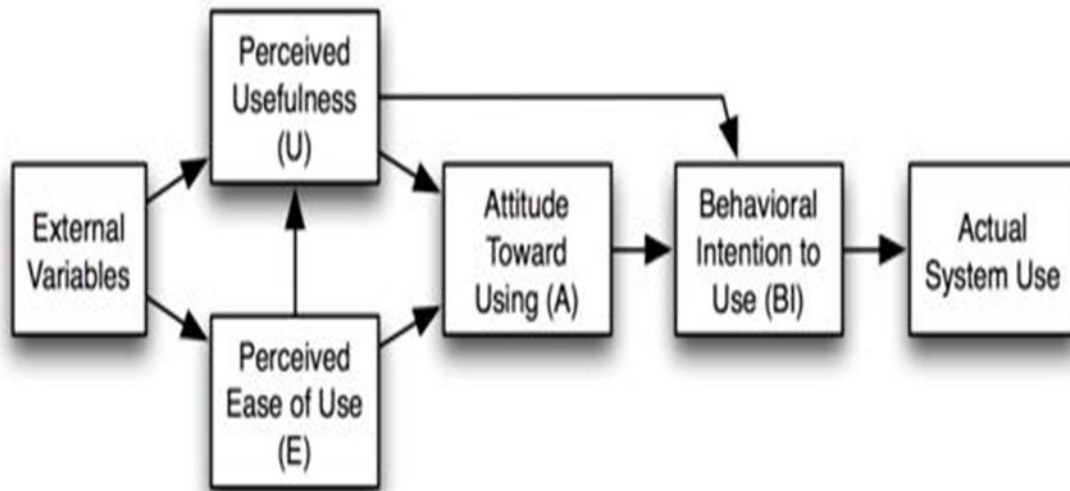 External
Variables
Perceived
Usefulness
(U)
Perceived
Ease of Use
(E)
Attitude
Toward
Using (A)
Behavioral
Intention to
Use (BI)
Actual
System Use